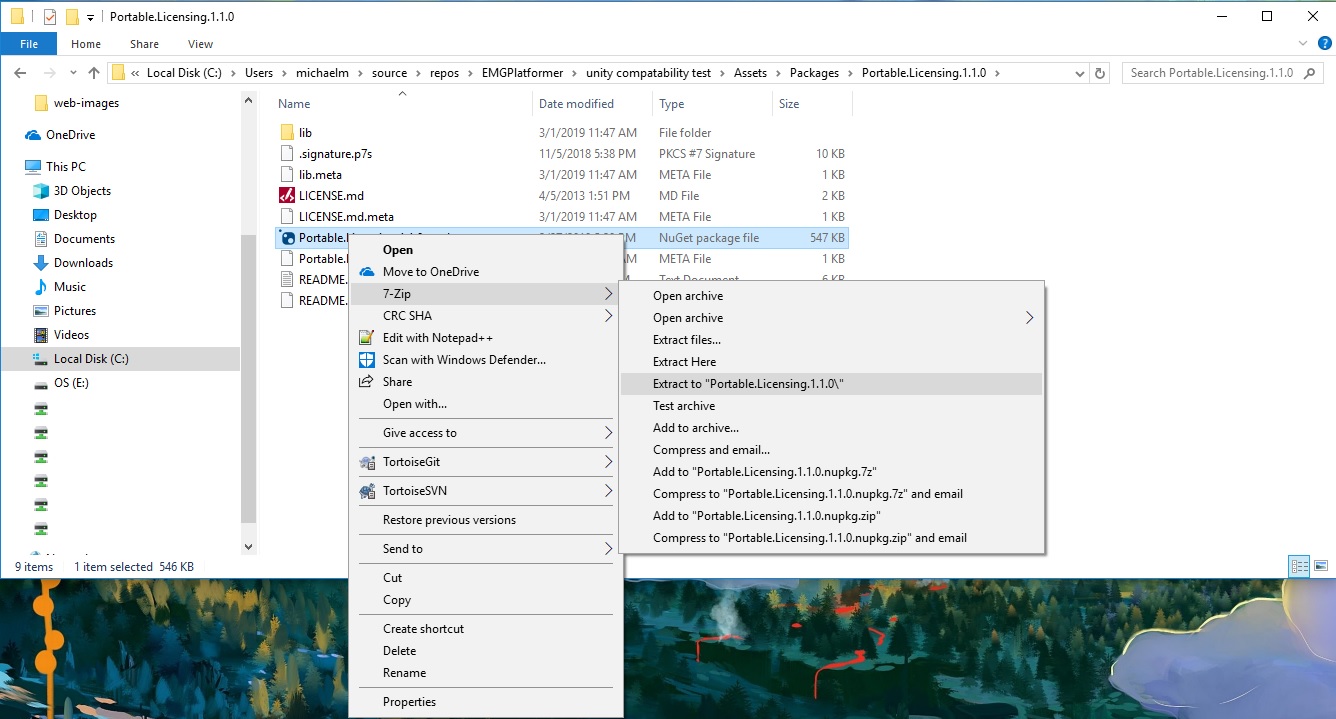 Portable.Licensing.1.1.0
File Home Share View
« Local Disk (C:) > Users > michaelm > source > repos > EMGPlatformer > unity compatability test > Assets > Packages > Portable.Licensing.1.1.0 >
Search Portable.Licensing.1.1.0
web-images
OneDrive
This PC
3D Objects
Desktop
Documents
Downloads
Music
Pictures
Videos
Local Disk (C:)
OS (E:)
Name Date modified Type Size
lib 3/1/2019 11:47 AM File folder
.signature.p7s 11/5/2018 5:38 PM PKCS #7 Signature 10 KB
lib.meta 3/1/2019 11:47 AM META File 1 KB
LICENSE.md 4/5/2013 1:51 PM MD File 2 KB
LICENSE.md.meta 3/1/2019 11:47 AM META File 1 KB
NuGet package file 547 KB
Portable. META File 1 KB
README. Text Document 6 KB
README.
Open
Move to OneDrive
7-Zip
CRC SHA
Edit with Notepad++
Scan with Windows Defender...
Share
Open with...
Give access to
TortoiseGit
TortoiseSVN
Restore previous versions
Send to
Cut
Copy
Create shortcut
Delete
Rename
Properties
Open archive
Open archive
Extract files...
Extract Here
Extract to "Portable.Licensing.1.1.0\"
Test archive
Add to archive...
Compress and email...
Add to "Portable.Licensing.1.1.0.nupkg.7z"
Compress to "Portable.Licensing.1.1.0.nupkg.7z" and email
Add to "Portable.Licensing.1.1.0.nupkg.zip"
Compress to "Portable.Licensing.1.1.0.nupkg.zip" and email
9 items 1 item selected 546 KB